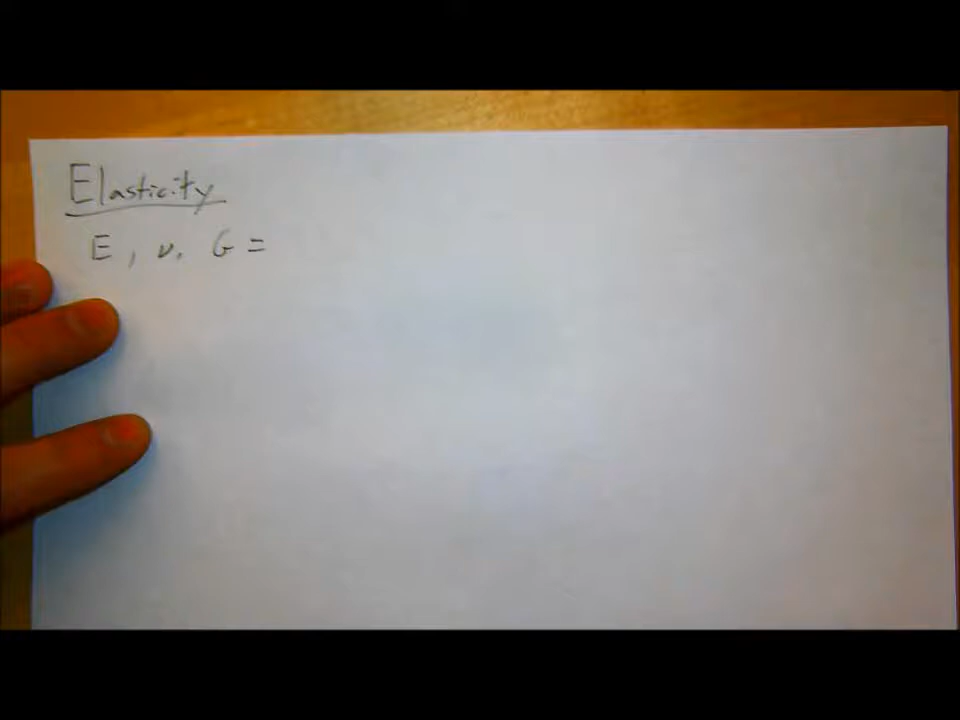 Elasticity
E, ν, G =